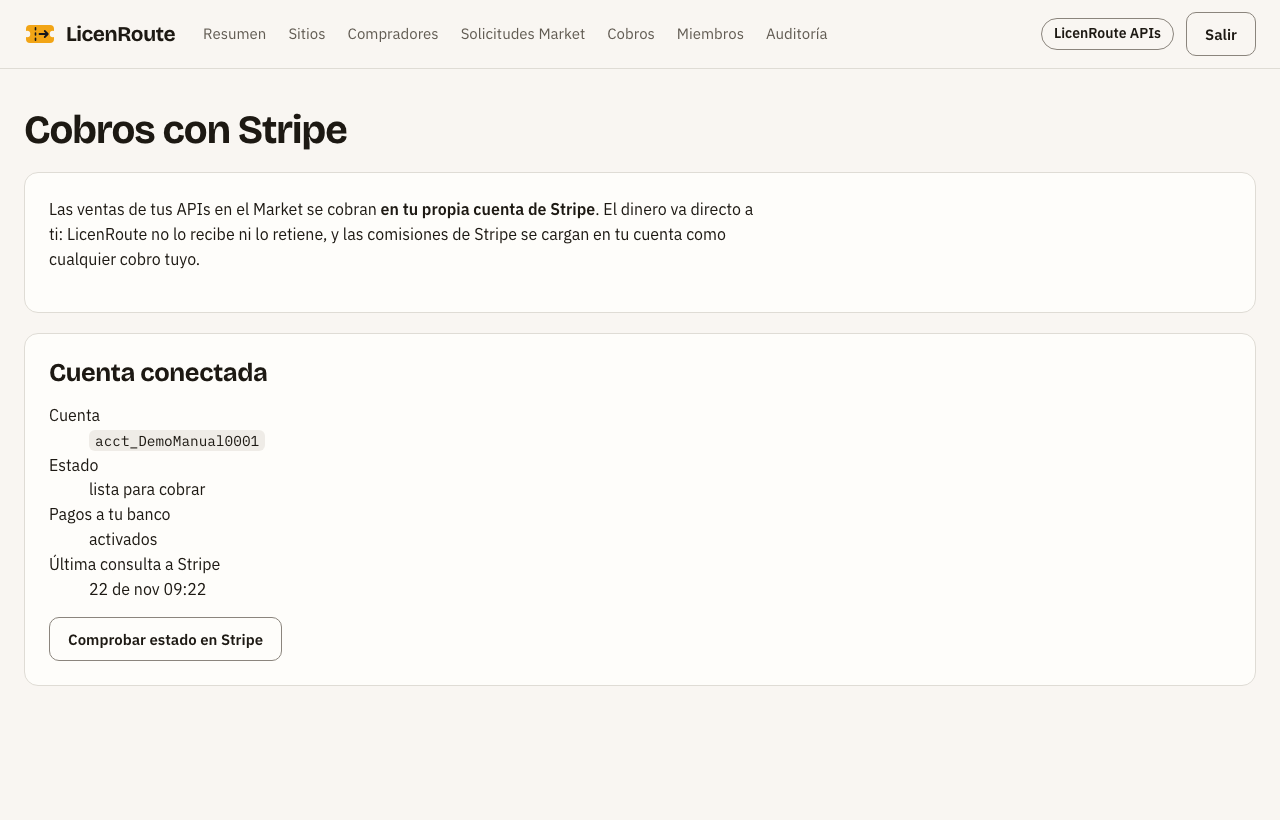 LicenRoute
Resumen
Sitios
Compradores
Solicitudes Market
Cobros
Miembros
Auditoría
LicenRoute APIs
Salir
Cobros con Stripe
Las ventas de tus APIs en el Market se cobran en tu propia cuenta de Stripe. El dinero va directo a
ti: LicenRoute no lo recibe ni lo retiene, y las comisiones de Stripe se cargan en tu cuenta como
cualquier cobro tuyo.
Cuenta conectada
Cuenta
acct_DemoManual0001
Estado
lista para cobrar
Pagos a tu banco
activados
Última consulta a Stripe
22 de nov 09:22
Comprobar estado en Stripe